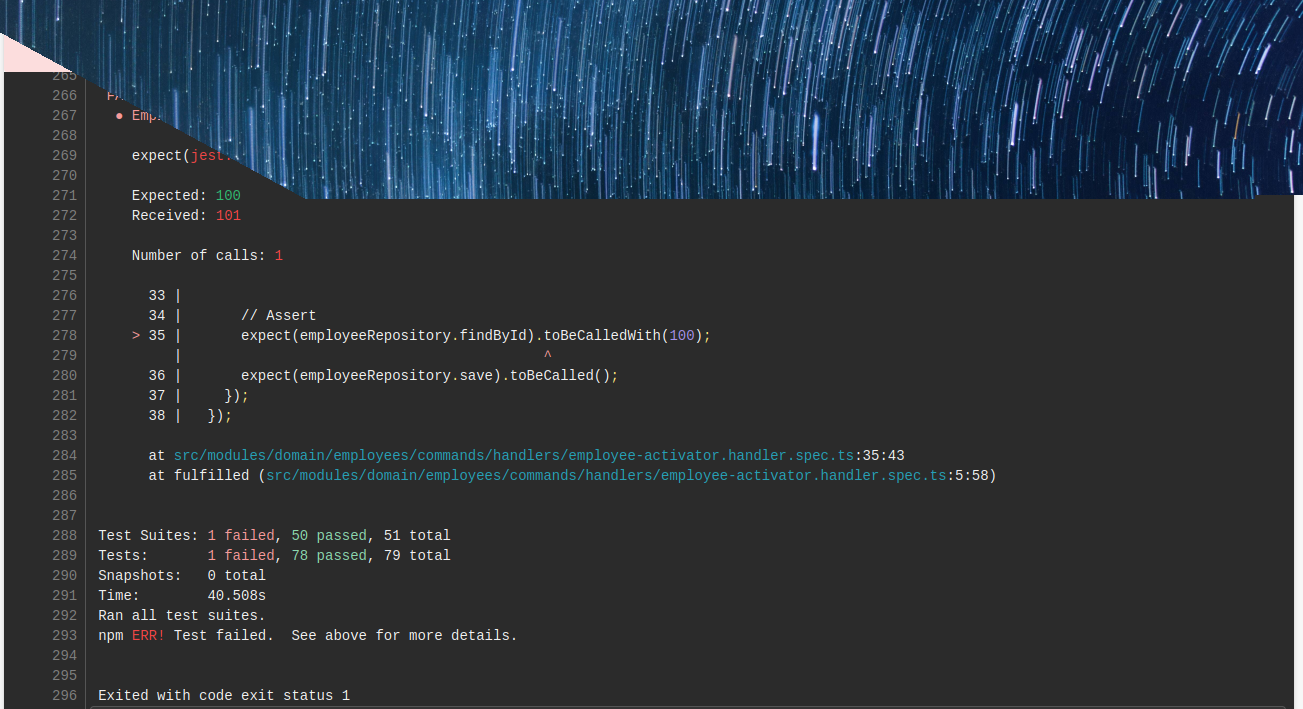 265
266
267 ● Emp
268
269 expect(jest.
270
271 Expected: 100
272 Received: 101
273
274 Number of calls: 1
275
276 33 |
277 34 | // Assert
278 > 35 | expect(employeeRepository.findById).toBeCalledWith(100);
279 | ^
280 36 | expect(employeeRepository.save).toBeCalled();
281 37 | });
282 38 | });
283
284 at src/modules/domain/employees/commands/handlers/employee-activator.handler.spec.ts:35:43
285 at fulfilled (src/modules/domain/employees/commands/handlers/employee-activator.handler.spec.ts:5:58)
286
287
288 Test Suites: 1 failed, 50 passed, 51 total
289 Tests: 1 failed, 78 passed, 79 total
290 Snapshots: 0 total
291 Time: 40.508s
292 Ran all test suites.
293 npm ERR! Test failed. See above for more details.
294
295
296 Exited with code exit status 1